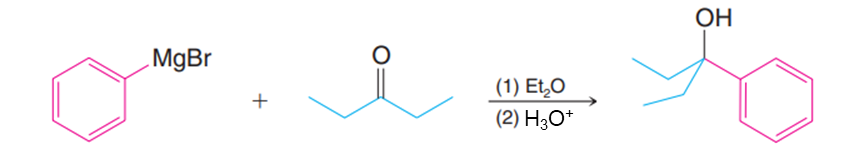 OH
MgBr
O
+
(1) Et₂O
(2) H₃O⁺